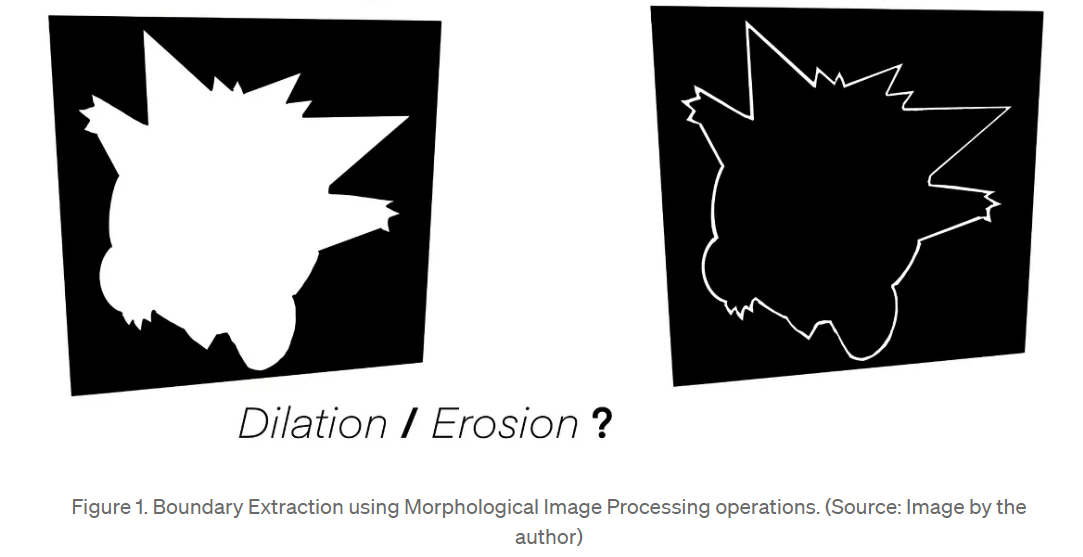 Dilation / Erosion ?
Figure 1. Boundary Extraction using Morphological Image Processing operations. (Source: Image by the
author)